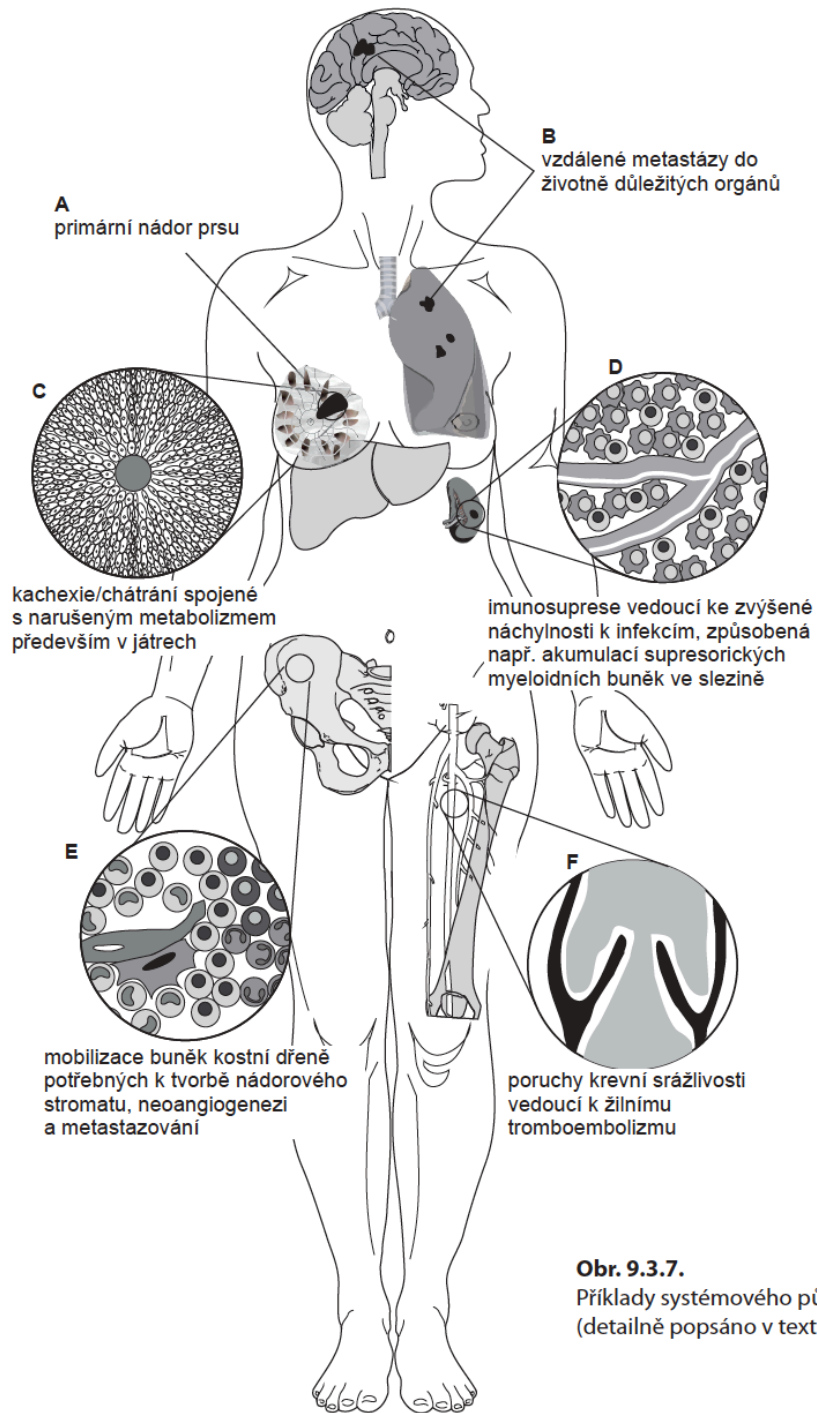 B
vzdálené metastázy do
životně důležitých orgánů
A
primární nádor prsu
C
D
kachexie/chátrání spojené
s narušeným metabolizmem
především v játrech
imunosuprese vedoucí ke zvýšené
náchylnosti k infekcím, způsobená
např. akumulací supresorických
myeloidních buněk ve slezině
E
F
mobilizace buněk kostní dřeně
potřebných k tvorbě nádorového
stromatu, neoangiogenezi
a metastazování
poruchy krevní srážlivosti
vedoucí k žilnímu
tromboembolizmu
Obr. 9.3.7.
Příklady systémového
(detailně popsáno v